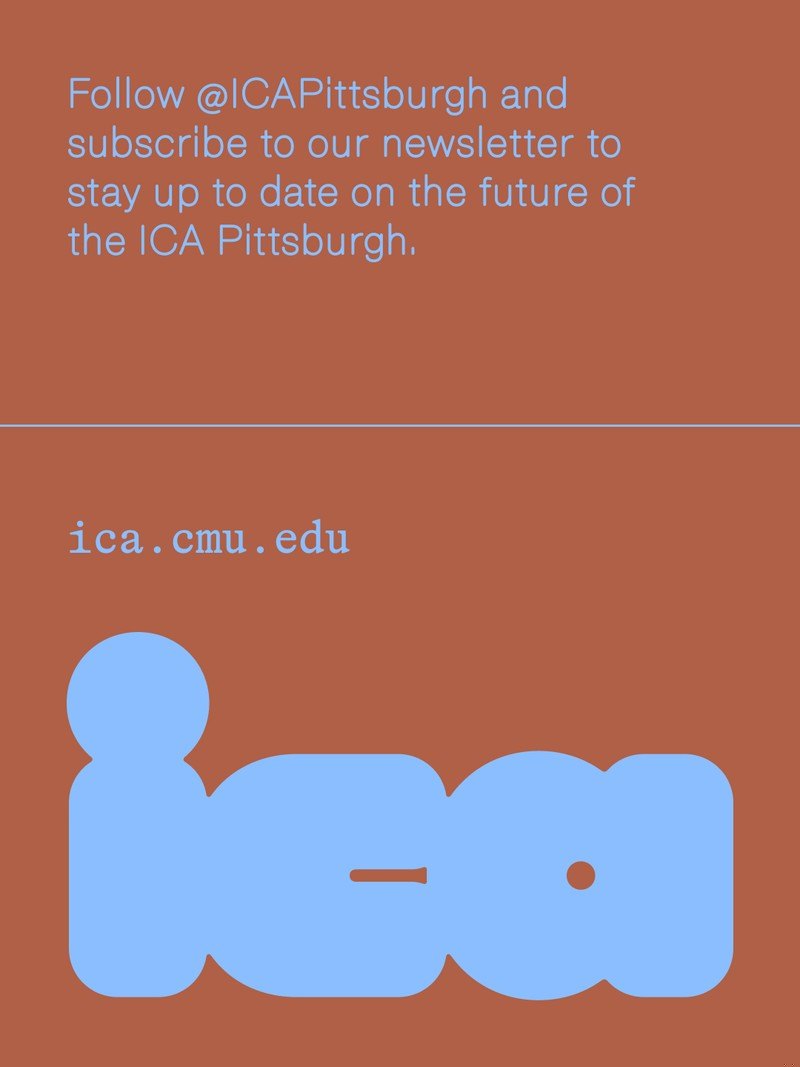 Follow @ICAPittsburgh and
subscribe to our newsletter to
stay up to date on the future of
the ICA Pittsburgh.
ica.cmu.edu
ica